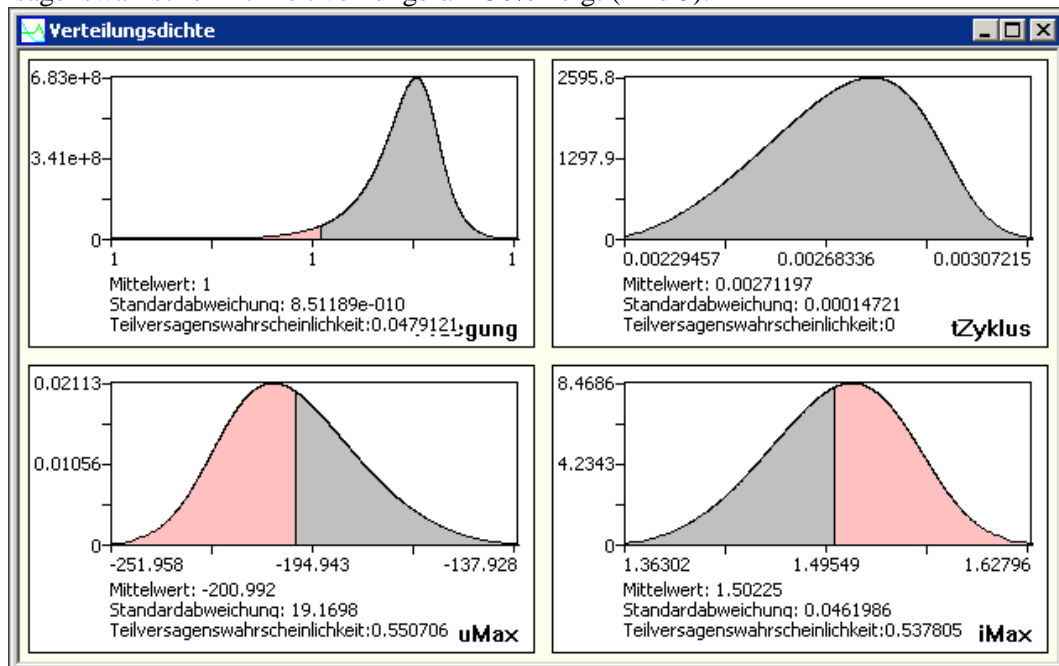 Verteilungsdichte
6.83e+8
3.41e+8
0
1 1 1
Mittelwert: 1
Standardabweichung: 8.51189e-010
Teilversagenswahrscheinlichkeit:0.0479121
gung
2595.8
1297.9
0
0.00229457 0.00268336 0.00307215
Mittelwert: 0.00271197
Standardabweichung: 0.00014721
Teilversagenswahrscheinlichkeit:0
tZyklus
0.02113
0.01056
0
-251.958 -194.943 -137.928
Mittelwert: -200.992
Standardabweichung: 19.1698
Teilversagenswahrscheinlichkeit:0.550706
uMax
8.4686
4.2343
0
1.36302 1.49549 1.62796
Mittelwert: 1.50225
Standardabweichung: 0.0461986
Teilversagenswahrscheinlichkeit:0.537805
iMax